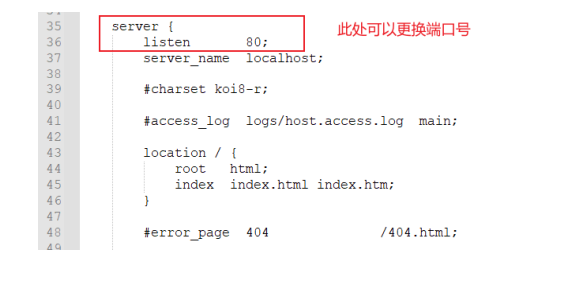 35 server {
36 listen 80;
此处可以更换端口号
37 server_name localhost;
38
39 #charset koi8-r;
40
41 #access_log logs/host.access.log main;
42
43 location / {
44 root html;
45 index index.html index.htm;
46 }
47
48 #error_page 404 /404.html;
49